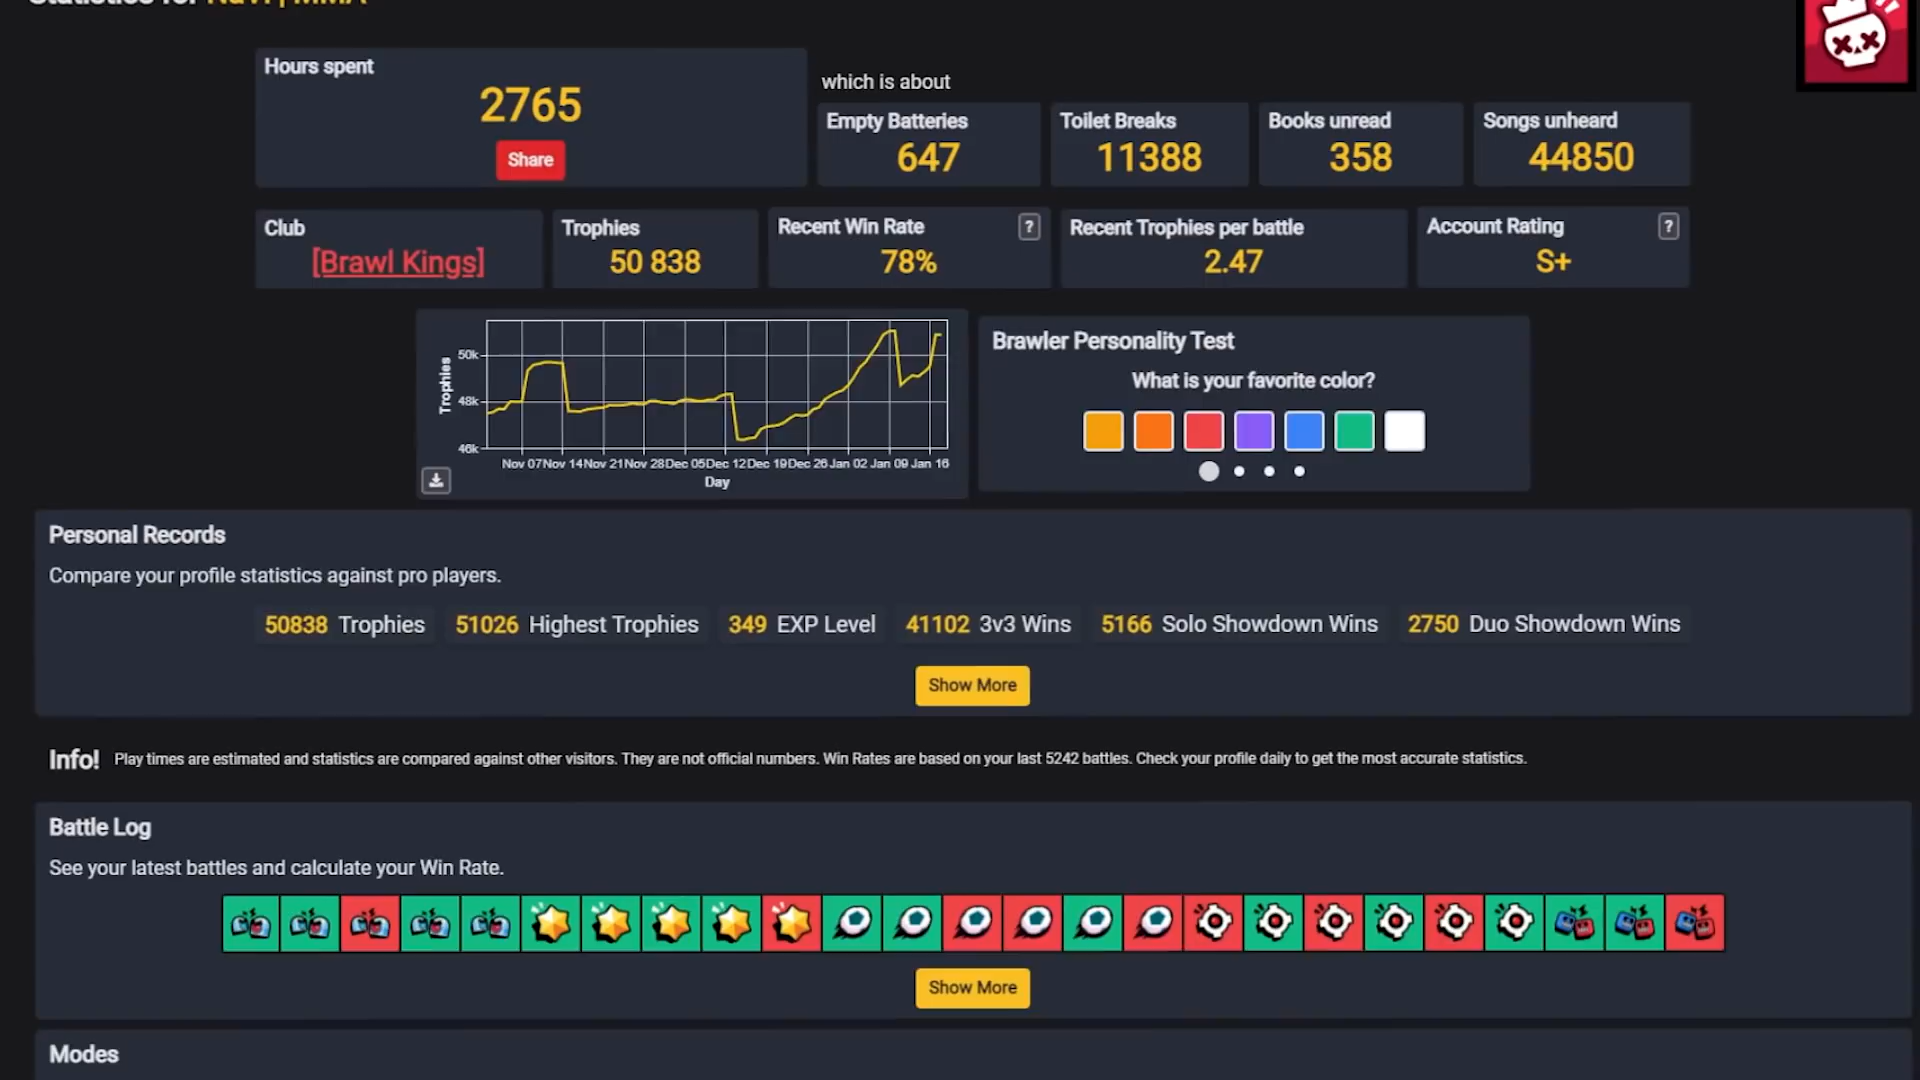 Statistics for NaVi | MMA
Hours spent
2765
Share
which is about
Empty Batteries
647
Toilet Breaks
11388
Books unread
358
Songs unheard
44850
Club
[Brawl Kings]
Trophies
50 838
Recent Win Rate
?
78%
Recent Trophies per battle
2.47
Account Rating
?
S+
Trophies
50k
48k
46k
Nov 07 Nov 14 Nov 21 Nov 28 Dec 05 Dec 12 Dec 19 Dec 26 Jan 02 Jan 09 Jan 16
Day
Brawler Personality Test
What is your favorite color?
Personal Records
Compare your profile statistics against pro players.
50838 Trophies 51026 Highest Trophies 349 EXP Level 41102 3v3 Wins 5166 Solo Showdown Wins 2750 Duo Showdown Wins
Show More
Info! Play times are estimated and statistics are compared against other visitors. They are not official numbers. Win Rates are based on your last 5242 battles. Check your profile daily to get the most accurate statistics.
Battle Log
See your latest battles and calculate your Win Rate.
Show More
Modes